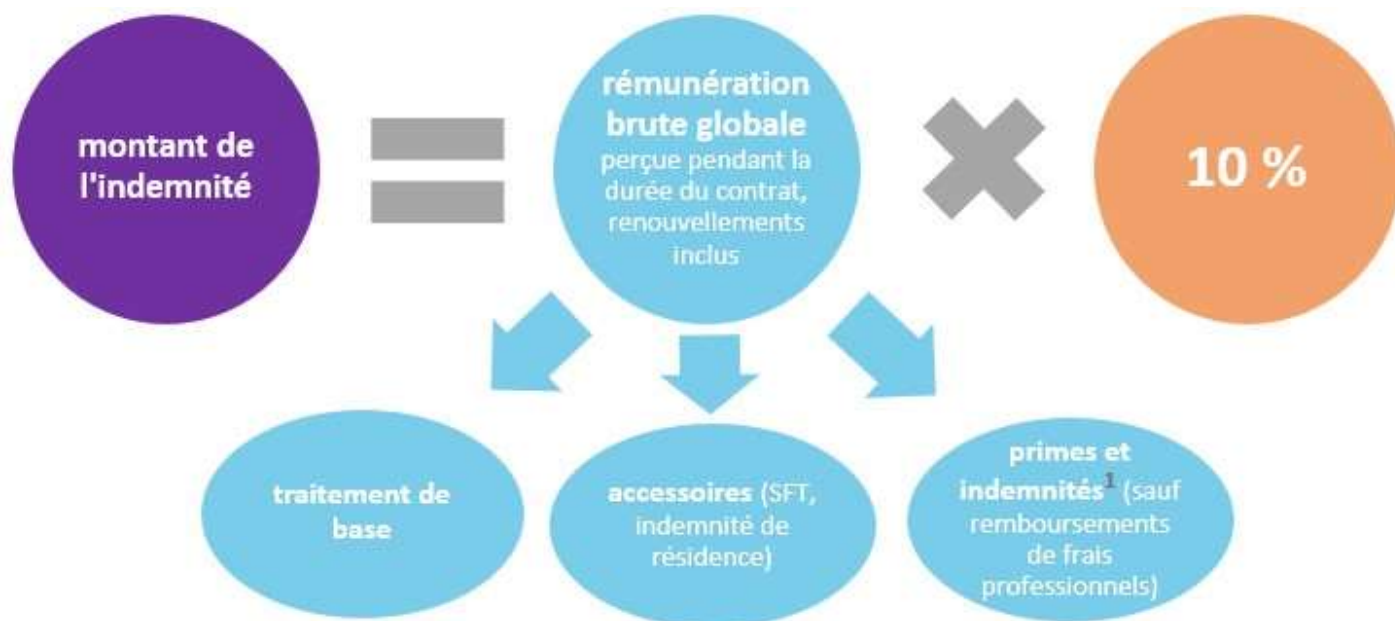 montant de
l'indemnité
rémunération
brute globale
perçue pendant la
durée du contrat,
renouvellements
inclus
10 %
traitement de
base
accessoires (SFT,
indemnité de
résidence)
primes et
indemnités¹ (sauf
remboursements
de frais
professionnels)